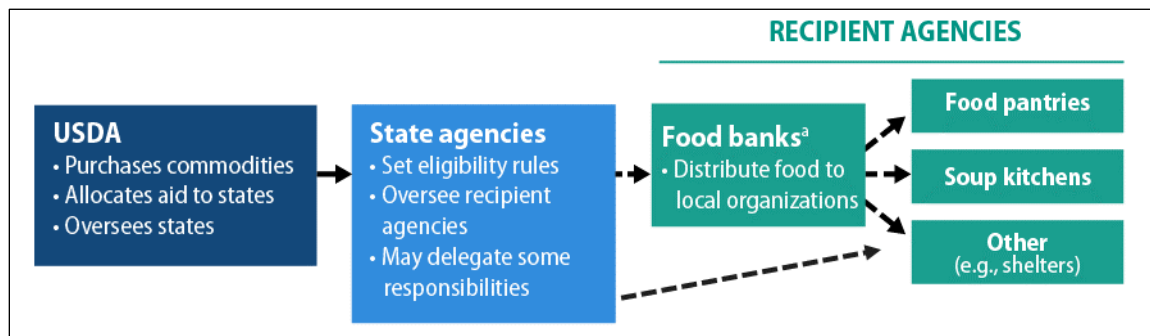 RECIPIENT AGENCIES
USDA
• Purchases commodities
• Allocates aid to states
• Oversees states
State agencies
• Set eligibility rules
• Oversee recipient
agencies
• May delegate some
responsibilities
Food banksᵃ
• Distribute food to
local organizations
Food pantries
Soup kitchens
Other
(e.g., shelters)